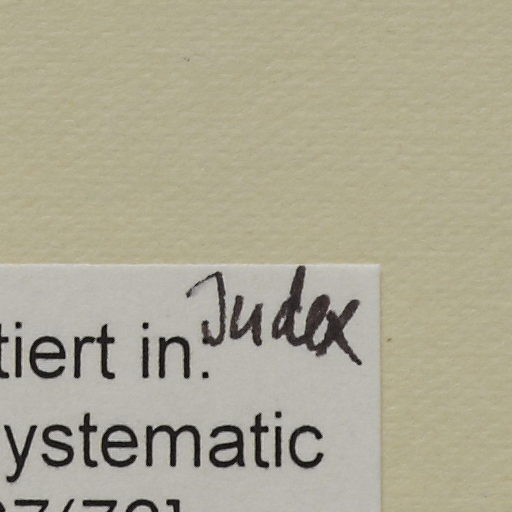 Index
tiert in.
ystematic